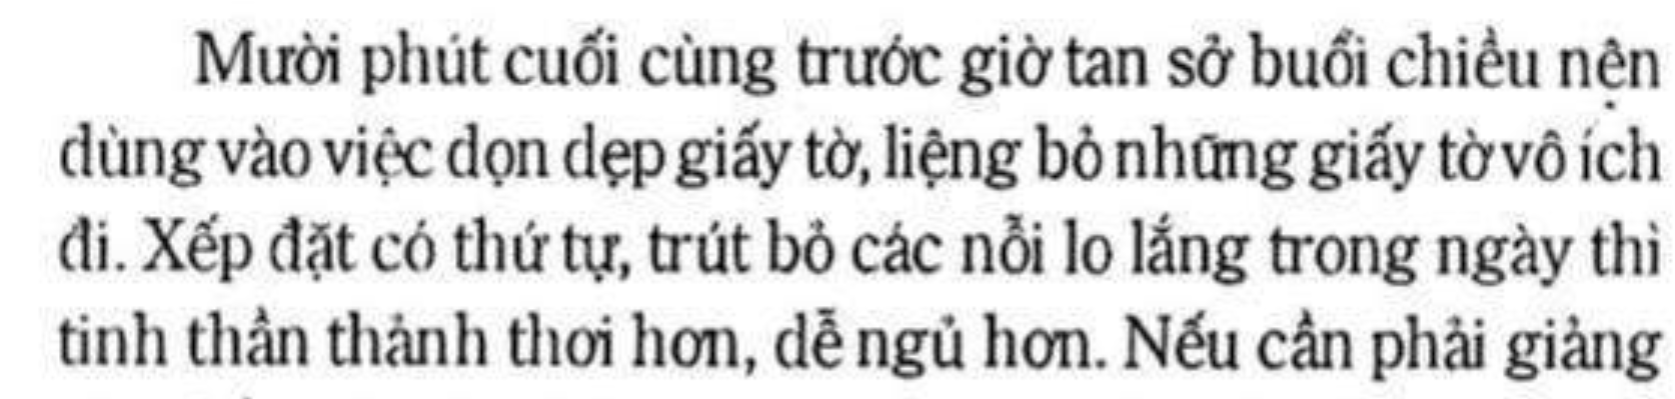 Mười phút cuối cùng trước giờ tan sở buổi chiều nện
dùng vào việc dọn dẹp giấy tờ, liệng bỏ những giấy tờ vô ích
đi. Xếp đặt có thứ tự, trút bỏ các nỗi lo lắng trong ngày thì
tinh thần thảnh thơi hơn, dễ ngủ hơn. Nếu cần phải giảng